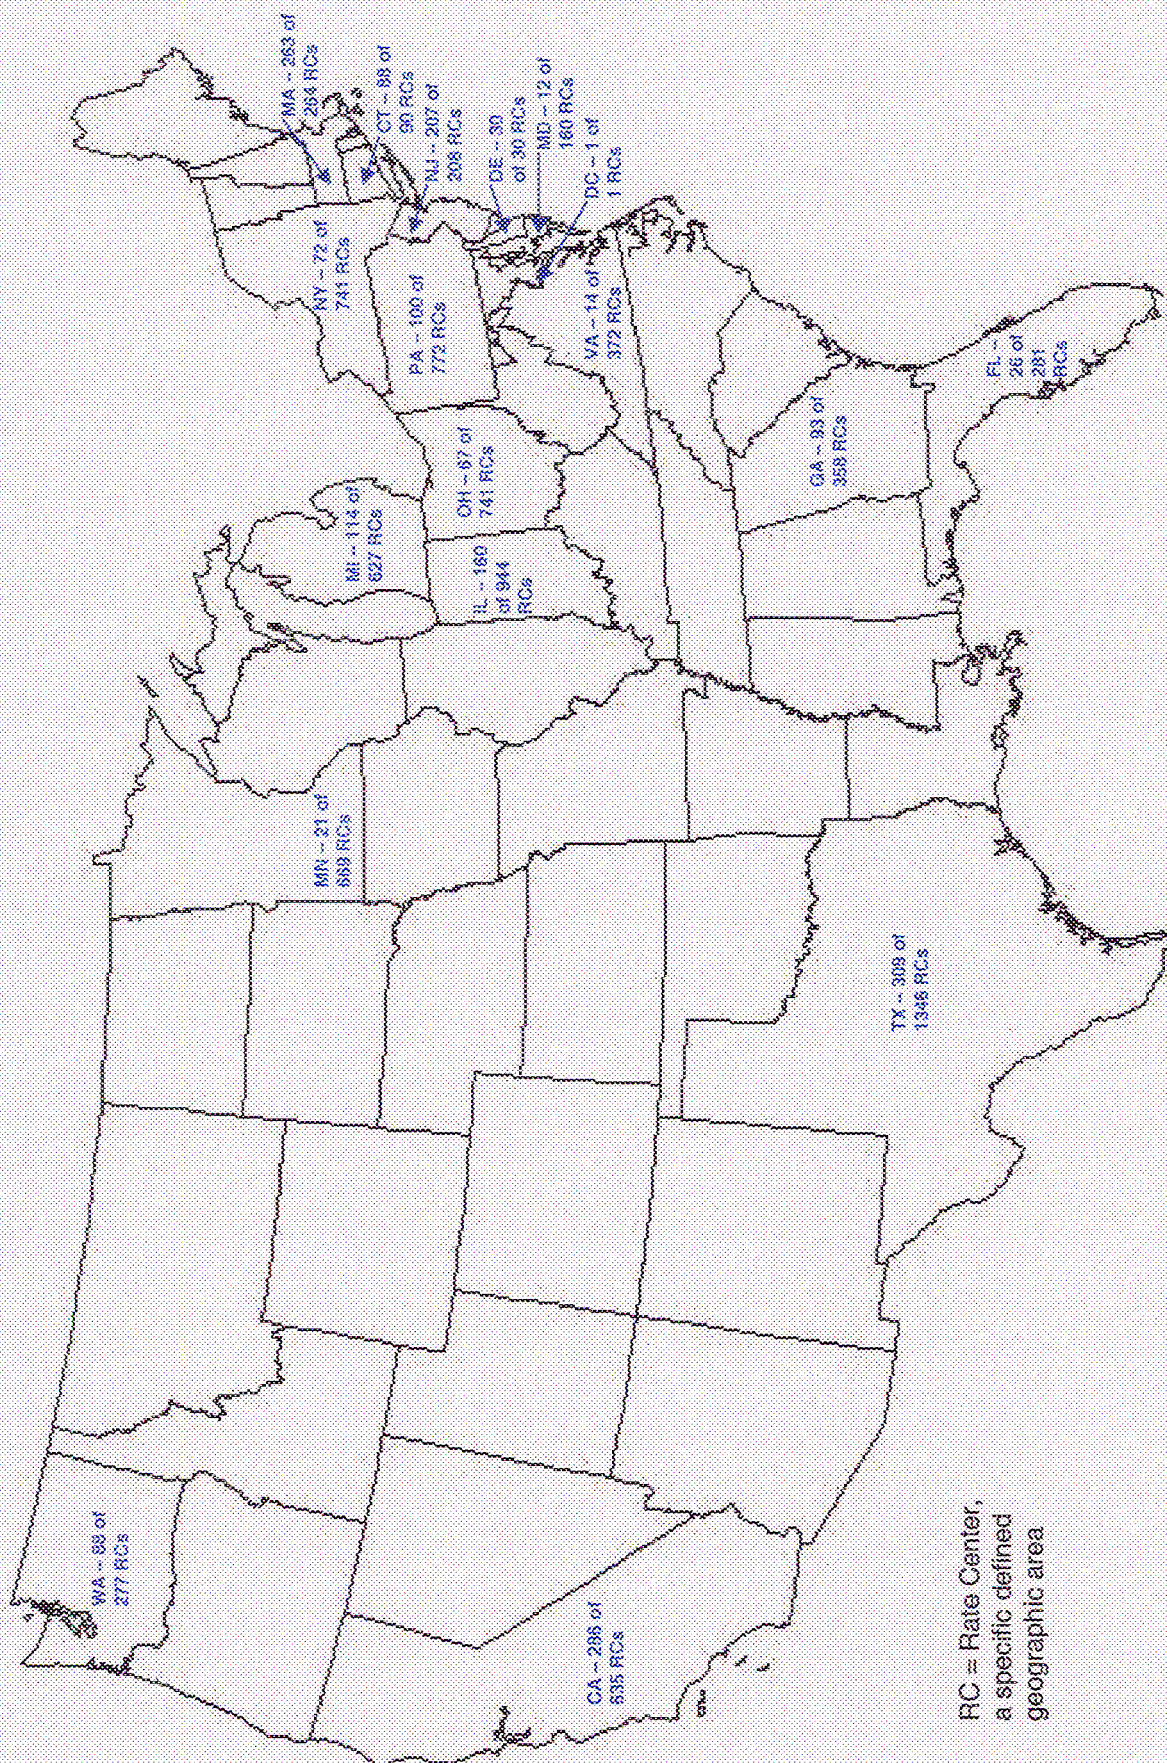 WA -- 88 of
277 RCs
CA -- 286 of
635 RCs
MN -- 21 of
669 RCs
TX -- 309 of
1346 RCs
MI -- 114 of
627 RCs
IL -- 160
of 944
RCs
OH -- 67 of
741 RCs
GA -- 93 of
358 RCs
FL --
26 of
281
RCs
VA -- 14 of
372 RCs
PA -- 100 of
772 RCs
NY -- 72 of
741 RCs
MA -- 263 of
264 RCs
CT -- 88 of
90 RCs
NJ -- 207 of
208 RCs
DE -- 30
of 30 RCs
MD -- 12 of
160 RCs
DC -- 1 of
1 RCs
RC = Rate Center,
a specific defined
geographic area